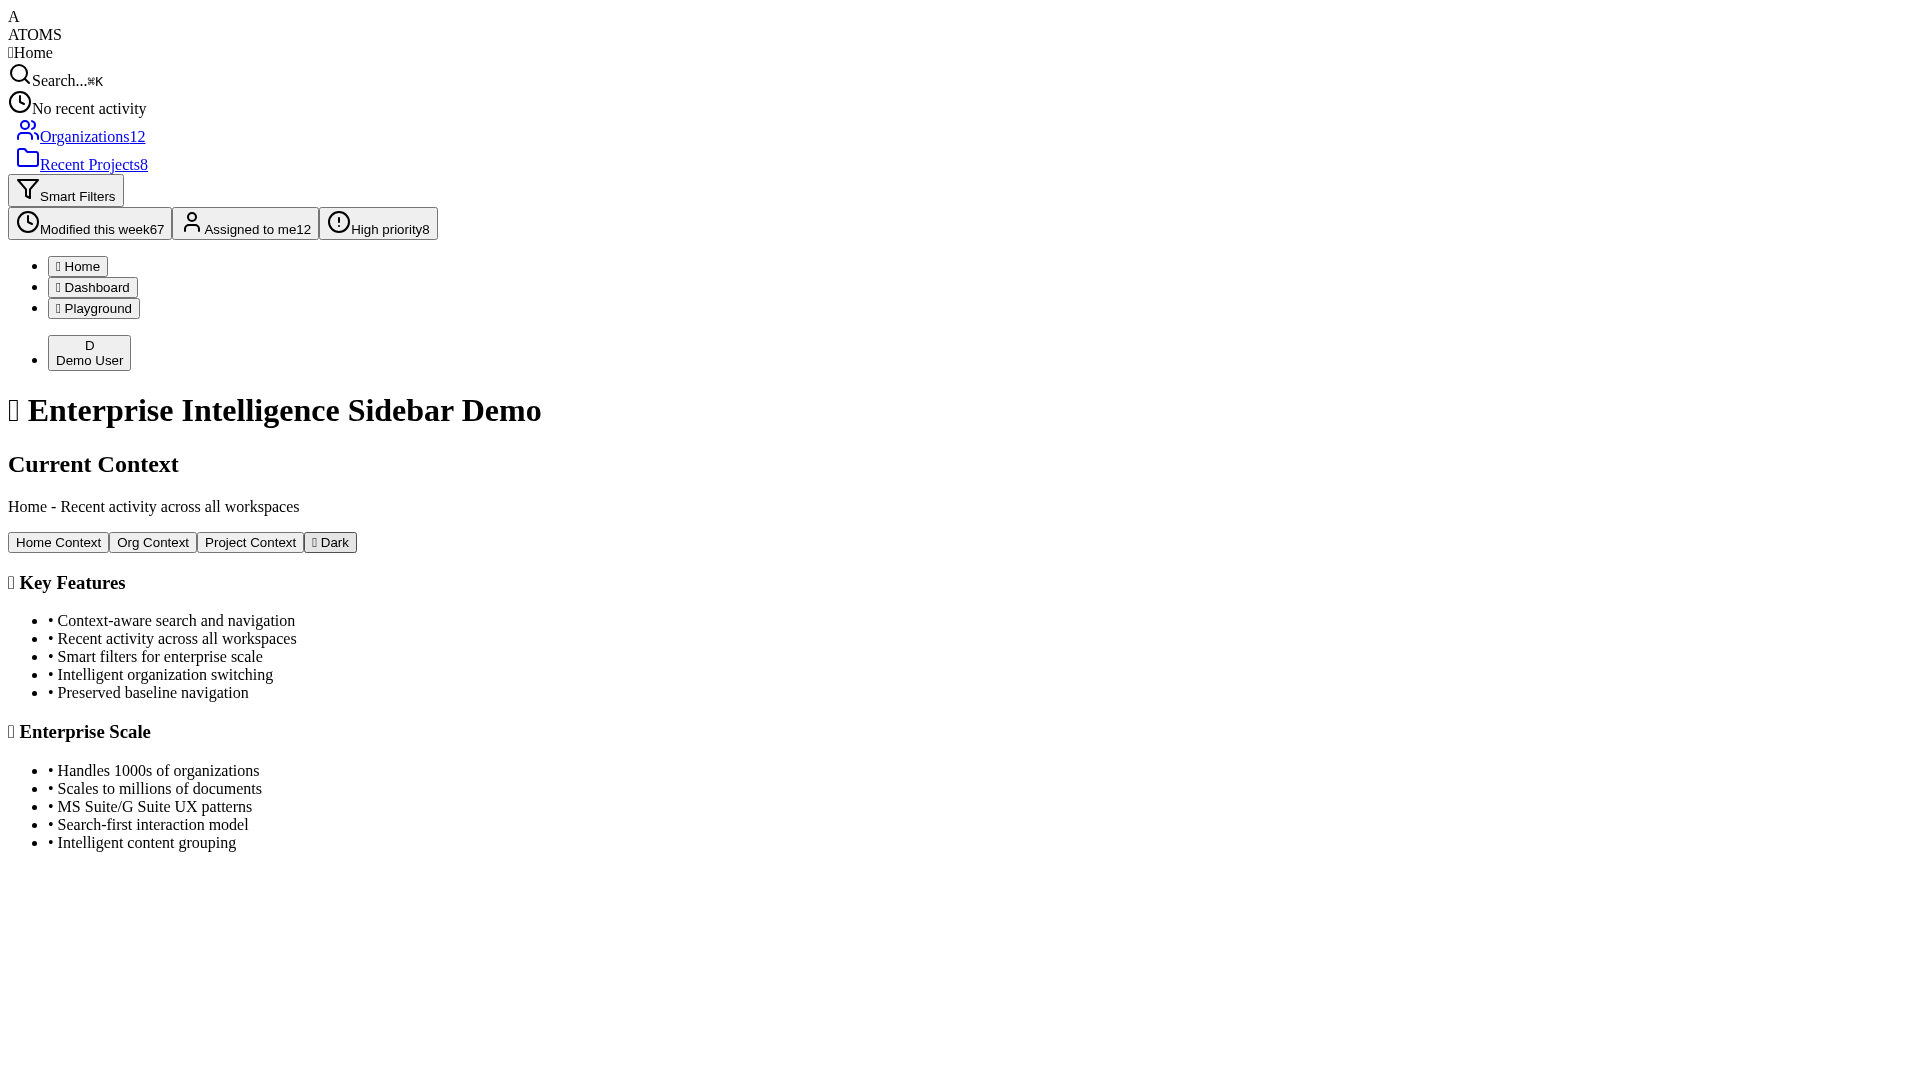 A
ATOMS
Home
Search...⌘K
No recent activity
Organizations12
Recent Projects8
Smart Filters
Modified this week67 Assigned to me12 High priority8
• Home
• Dashboard
• Playground
D
• Demo User
Enterprise Intelligence Sidebar Demo
Current Context
Home - Recent activity across all workspaces
Home Context Org Context Project Context Dark
Key Features
• • Context-aware search and navigation
• • Recent activity across all workspaces
• • Smart filters for enterprise scale
• • Intelligent organization switching
• • Preserved baseline navigation
Enterprise Scale
• • Handles 1000s of organizations
• • Scales to millions of documents
• • MS Suite/G Suite UX patterns
• • Search-first interaction model
• • Intelligent content grouping